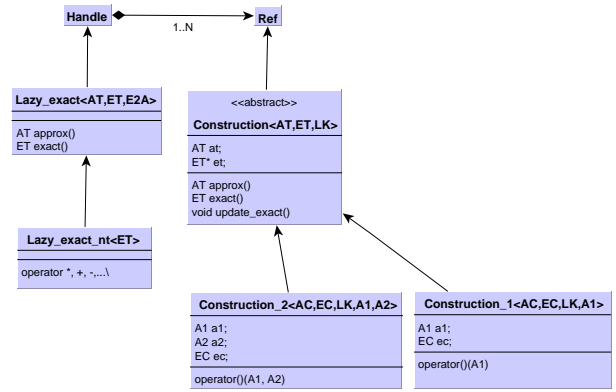 Handle
Ref
1..N
Lazy_exact<AT,ET,E2A>
AT approx()
ET exact()
<<abstract>>
Construction<AT,ET,LK>
AT at;
ET* et;
AT approx()
ET exact()
void update_exact()
Lazy_exact_nt<ET>
operator *, +, -,...\
Construction_2<AC,EC,LK,A1,A2>
A1 a1;
A2 a2;
EC ec;
operator()(A1, A2)
Construction_1<AC,EC,LK,A1>
A1 a1;
EC ec;
operator()(A1)